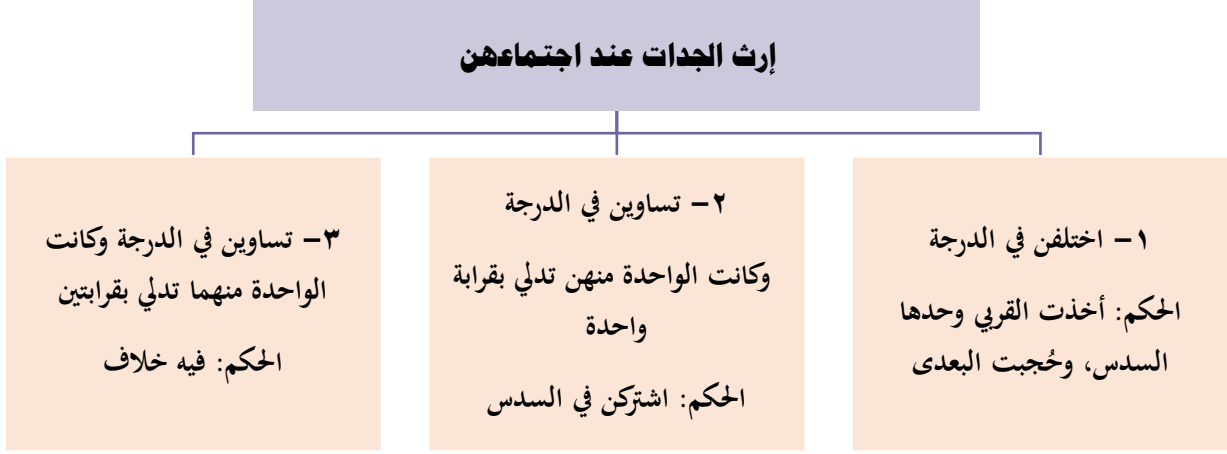 إرث الجدات عند اجتماعهن
١ – اختلفن في الدرجة
الحكم: أخذت القربي وحدها
السدس، وحُجبت البعدى
٢ – تساوين في الدرجة
وكانت الواحدة منهن تدلي بقرابة
واحدة
الحكم: اشتركن في السدس
٣ – تساوين في الدرجة وكانت
الواحدة منهما تدلي بقرابتين
الحكم: فيه خلاف